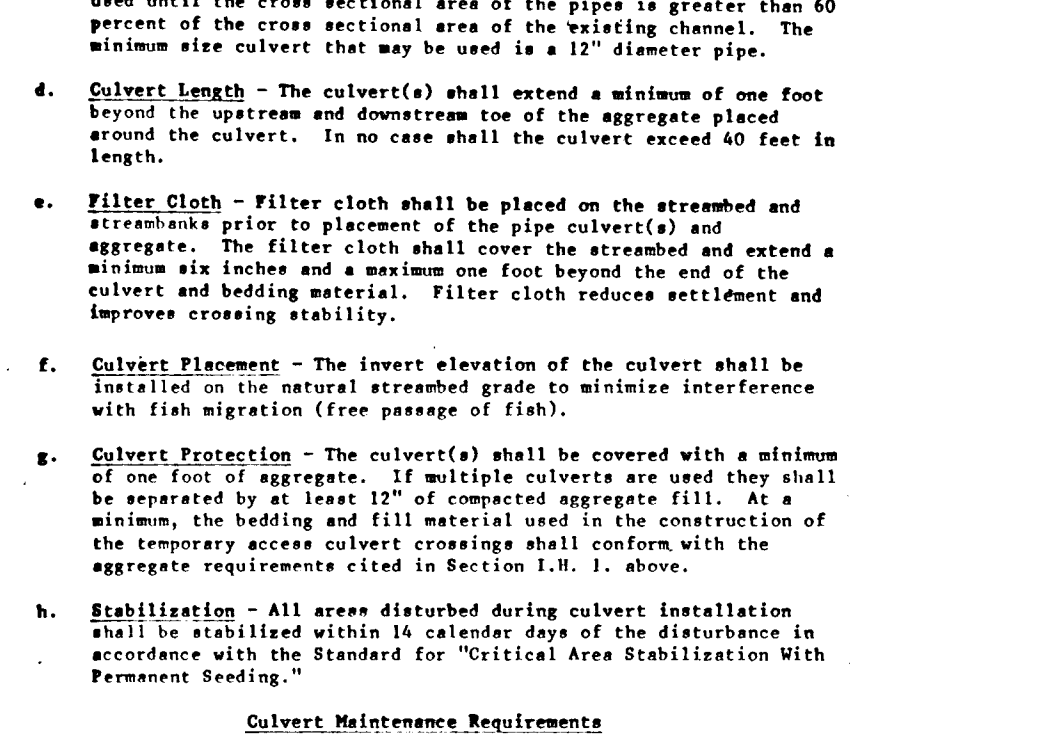 used until the cross sectional area of the pipes is greater than 60
percent of the cross sectional area of the existing channel. The
minimum size culvert that may be used is a 12" diameter pipe.
d. Culvert Length - The culvert(s) shall extend a minimum of one foot
beyond the upstream and downstream toe of the aggregate placed
around the culvert. In no case shall the culvert exceed 40 feet in
length.
e. Filter Cloth - Filter cloth shall be placed on the streambed and
streambanks prior to placement of the pipe culvert(s) and
aggregate. The filter cloth shall cover the streambed and extend a
minimum six inches and a maximum one foot beyond the end of the
culvert and bedding material. Filter cloth reduces settlement and
improves crossing stability.
f. Culvert Placement - The invert elevation of the culvert shall be
installed on the natural streambed grade to minimize interference
with fish migration (free passage of fish).
g. Culvert Protection - The culvert(s) shall be covered with a minimum
of one foot of aggregate. If multiple culverts are used they shall
be separated by at least 12" of compacted aggregate fill. At a
minimum, the bedding and fill material used in the construction of
the temporary access culvert crossings shall conform with the
aggregate requirements cited in Section I.H. 1. above.
h. Stabilization - All areas disturbed during culvert installation
shall be stabilized within 14 calendar days of the disturbance in
accordance with the Standard for "Critical Area Stabilization With
Permanent Seeding."
Culvert Maintenance Requirements